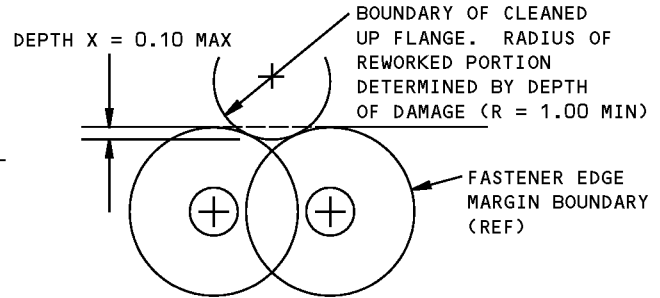 DEPTH X = 0.10 MAX
BOUNDARY OF CLEANED
UP FLANGE. RADIUS OF
REWORKED PORTION
DETERMINED BY DEPTH
OF DAMAGE (R = 1.00 MIN)
FASTENER EDGE
MARGIN BOUNDARY
(REF)